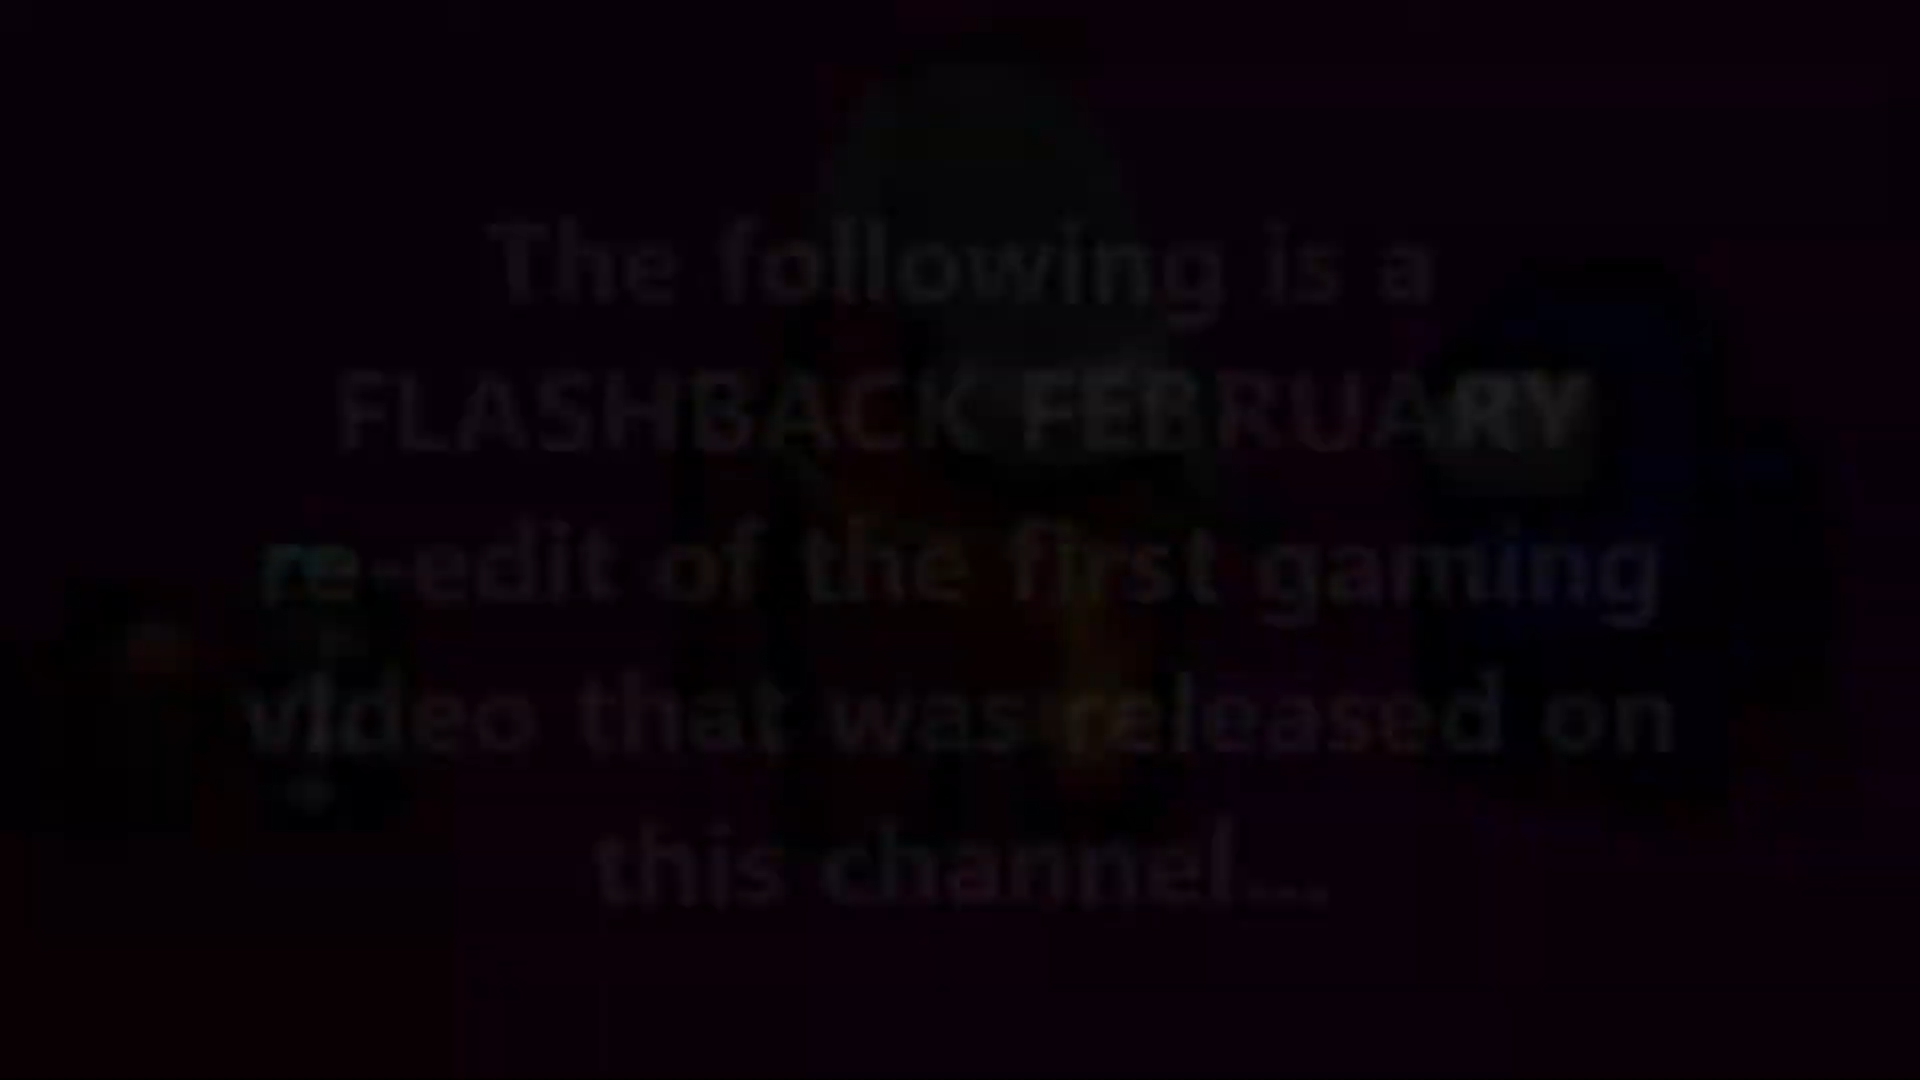 The following is a
FLASHBACK FEBRUARY
re-edit of the first gaming
video that was released on
this channel...